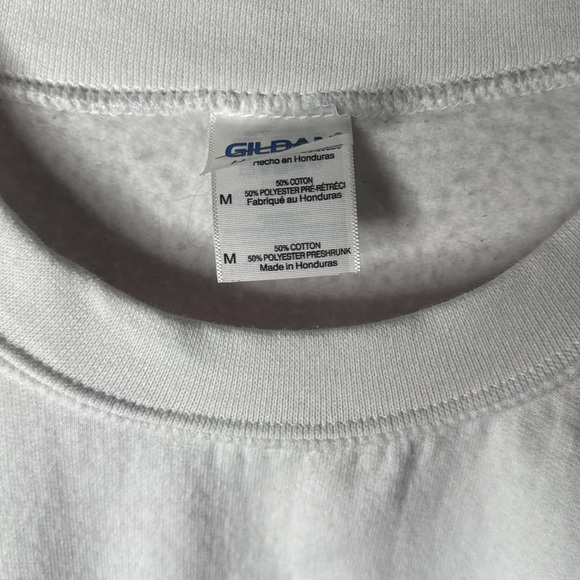 GILDAN
Hecho en Honduras
50% COTON
M 50% POLYESTER PRÉ-RÉTRÉCI
Fabriqué au Honduras
50% COTTON
M 50% POLYESTER PRESHRUNK
Made in Honduras